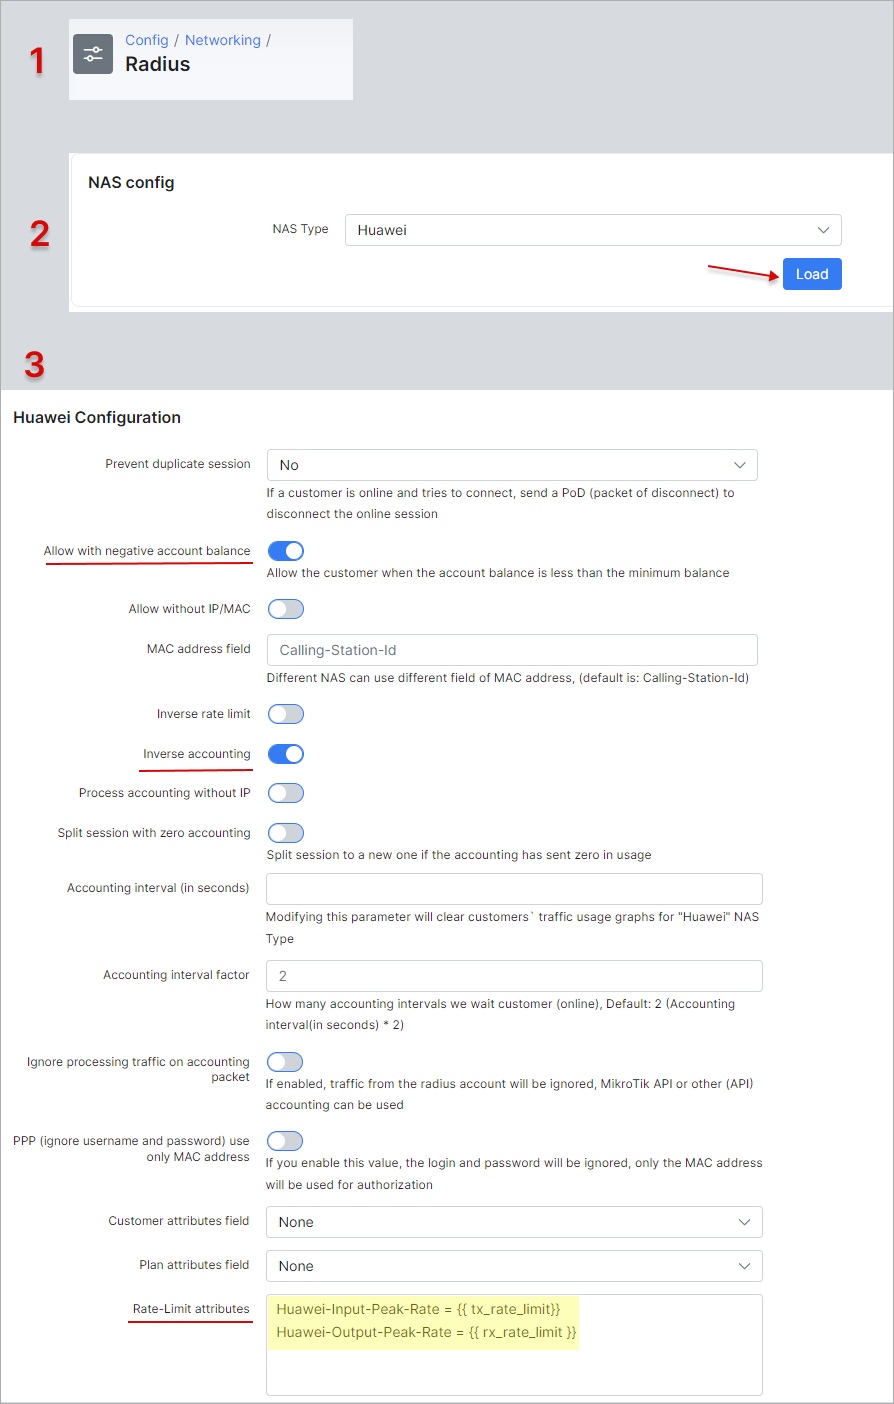 1
Config / Networking /
Radius
NAS config
2
NAS Type
Huawei
Load
3
Huawei Configuration
Prevent duplicate session
No
If a customer is online and tries to connect, send a PoD (packet of disconnect) to
disconnect the online session
Allow with negative account balance
Allow the customer when the account balance is less than the minimum balance
Allow without IP/MAC
MAC address field
Calling-Station-Id
Different NAS can use different field of MAC address, (default is: Calling-Station-Id)
Inverse rate limit
Inverse accounting
Process accounting without IP
Split session with zero accounting
Split session to a new one if the accounting has sent zero in usage
Accounting interval (in seconds)
Modifying this parameter will clear customers` traffic usage graphs for "Huawei" NAS
Type
Accounting interval factor
2
How many accounting intervals we wait customer (online), Default: 2 (Accounting
interval(in seconds) * 2)
Ignore processing traffic on accounting
packet
If enabled, traffic from the radius account will be ignored, MikroTik API or other (API)
accounting can be used
PPP (ignore username and password) use
only MAC address
If you enable this value, the login and password will be ignored, only the MAC address
will be used for authorization
Customer attributes field
None
Plan attributes field
None
Rate-Limit attributes
Huawei-Input-Peak-Rate = {{ tx_rate_limit}}
Huawei-Output-Peak-Rate = {{ rx_rate_limit }}